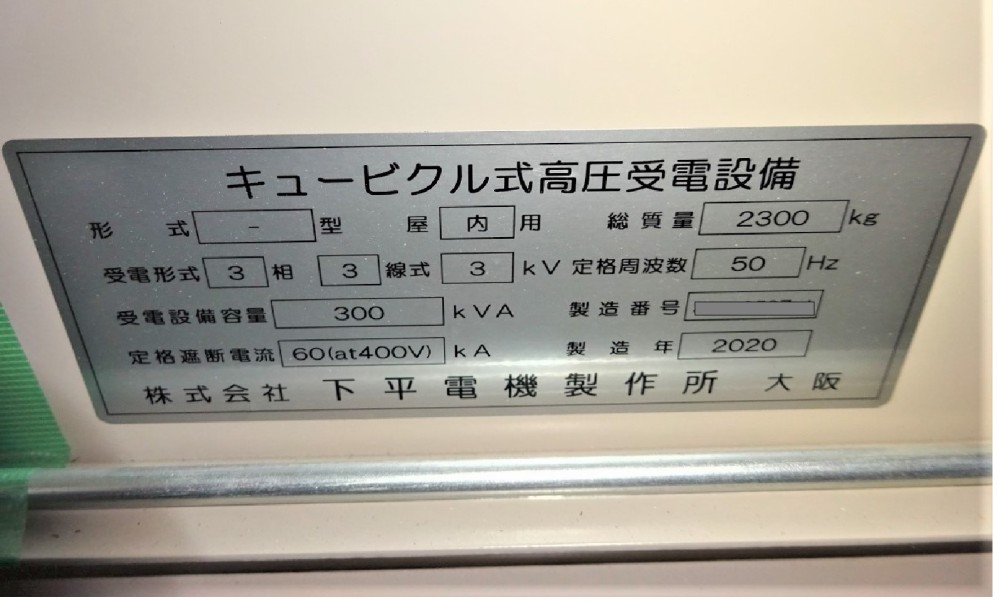 キュービクル式高圧受電設備
形式 - 型 屋 内 用 総質量 2300 kg
受電形式 3 相 3 線式 3 kV 定格周波数 50 Hz
受電設備容量 300 kVA 製造番号
定格遮断電流 60(at400V) kA 製造年 2020
株式会社 下平電機製作所 大阪